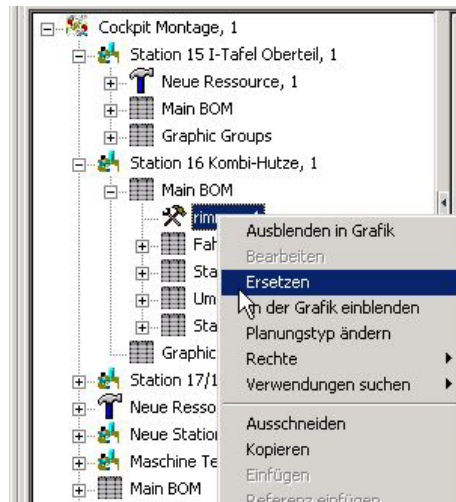 Cockpit Montage, 1
Station 15 I-Tafel Oberteil, 1
Neue Ressource, 1
Main BOM
Graphic Groups
Station 16 Kombi-Hutze, 1
Main BOM
Graphic
Station 17/1
Neue Resso
Neue Station
Maschine Te
Main BOM
Ausblenden in Grafik
Bearbeiten
Ersetzen
In der Grafik einblenden
Planungstyp ändern
Rechte
Verwendungen suchen
Ausschneiden
Kopieren
Einfügen
Referenz einfügen